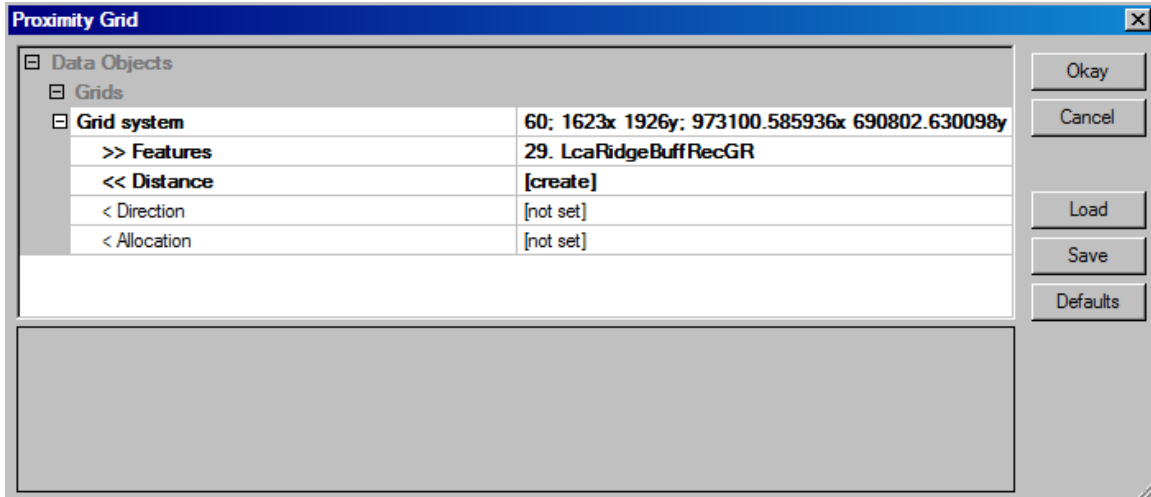 Proximity Grid
Data Objects
Grids
Grid system 60; 1623x 1926y; 973100.585936x 690802.630098y
>> Features 29. LcaRidgeBuffRecGR
<< Distance [create]
< Direction [not set]
< Allocation [not set]
Okay
Cancel
Load
Save
Defaults